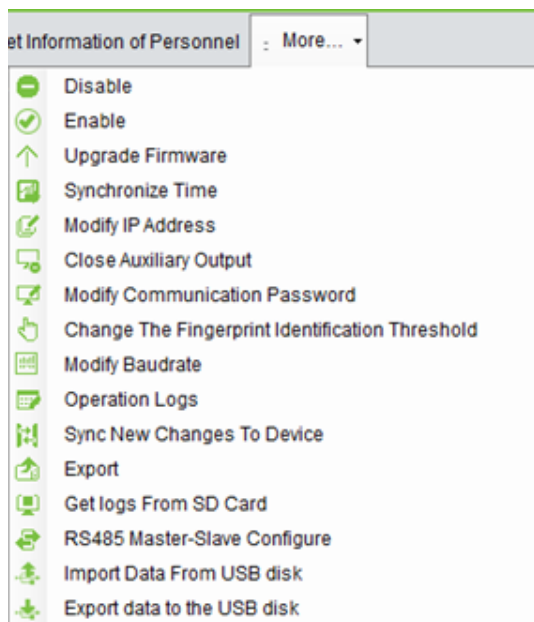 et Information of Personnel
More...
Disable
Enable
Upgrade Firmware
Synchronize Time
Modify IP Address
Close Auxiliary Output
Modify Communication Password
Change The Fingerprint Identification Threshold
Modify Baudrate
Operation Logs
Sync New Changes To Device
Export
Get logs From SD Card
RS485 Master-Slave Configure
Import Data From USB disk
Export data to the USB disk